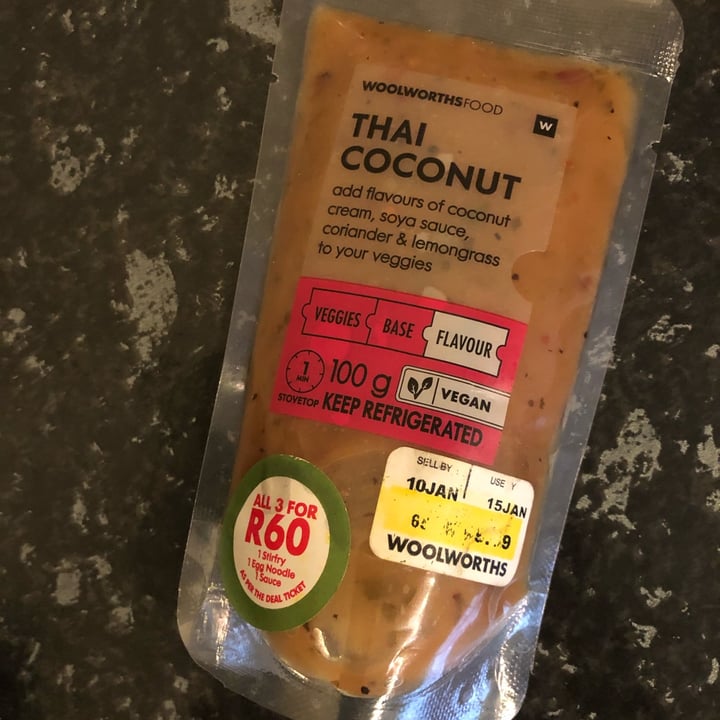 WOOLWORTHSFOOD
W
THAI
COCONUT
add flavours of coconut
cream, soya sauce,
coriander & lemongrass
to your veggies
VEGGIES BASE FLAVOUR
1 MIN
STOVETOP
100 g
VEGAN
KEEP REFRIGERATED
SELL BY USE
10JAN 15JAN
WOOLWORTHS
ALL 3 FOR
R60
1 Stirfry
1 Egg Noodle
1 Sauce
AS PER THE DEAL TICKET